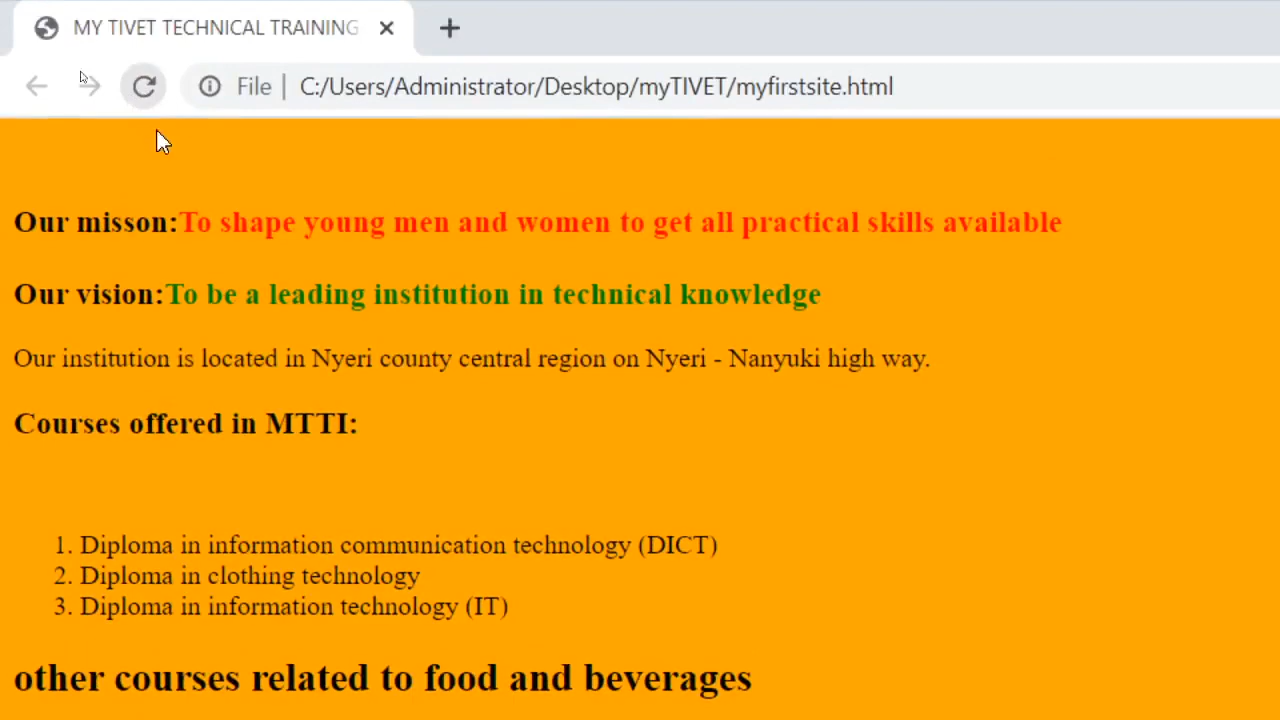 MY TIVET TECHNICAL TRAINING
File | C:/Users/Administrator/Desktop/myTIVET/myfirstsite.html
Our misson:To shape young men and women to get all practical skills available
Our vision:To be a leading institution in technical knowledge
Our institution is located in Nyeri county central region on Nyeri - Nanyuki high way.
Courses offered in MTTI:
1. Diploma in information communication technology (DICT)
2. Diploma in clothing technology
3. Diploma in information technology (IT)
other courses related to food and beverages